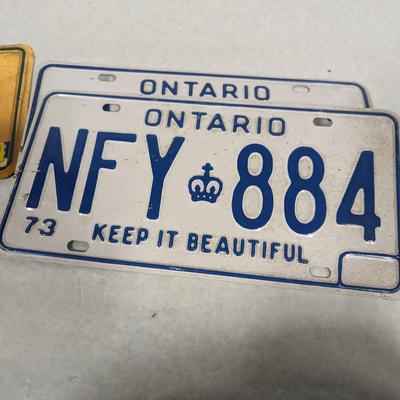 ONTARIO
ONTARIO
NFY 884
73 KEEP IT BEAUTIFUL